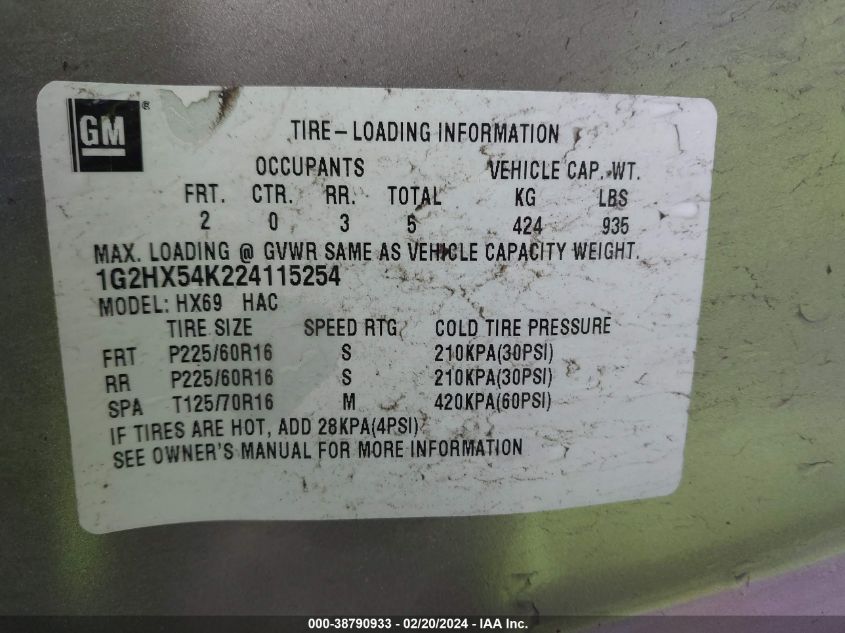 GM®
TIRE-LOADING INFORMATION
OCCUPANTS VEHICLE CAP. WT.
FRT. CTR. RR. TOTAL KG LBS
2 0 3 5 424 935
MAX. LOADING @ GVWR SAME AS VEHICLE CAPACITY WEIGHT.
1G2HX54K224115254
MODEL: HX69 HAC
TIRE SIZE SPEED RTG COLD TIRE PRESSURE
FRT P225/60R16 S 210KPA(30PSI)
RR P225/60R16 S 210KPA(30PSI)
SPA T125/70R16 M 420KPA(60PSI)
IF TIRES ARE HOT, ADD 28KPA(4PSI)
SEE OWNER'S MANUAL FOR MORE INFORMATION
000-38790933 - 02/20/2024 - IAA Inc.